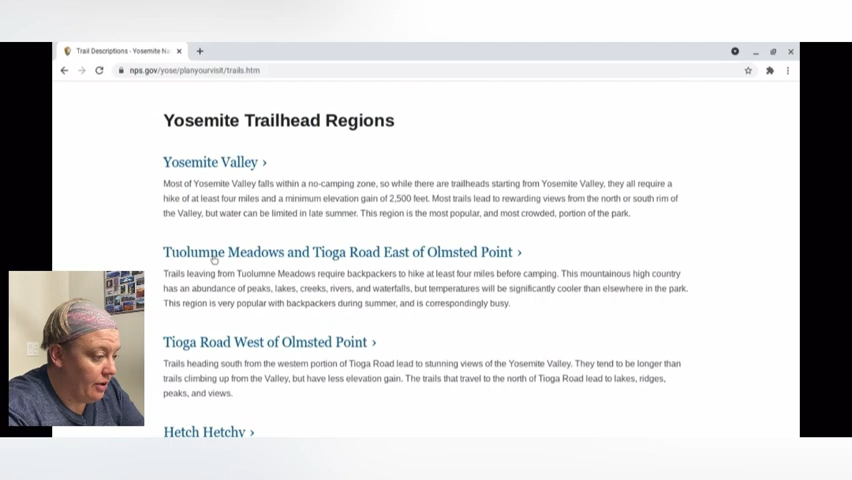 Trail Descriptions - Yosemite Na
nps.gov/yose/planyourvisit/trails.htm
Yosemite Trailhead Regions
Yosemite Valley ›
Most of Yosemite Valley falls within a no-camping zone, so while there are trailheads starting from Yosemite Valley, they all require a
hike of at least four miles and a minimum elevation gain of 2,500 feet. Most trails lead to rewarding views from the north or south rim of
the Valley, but water can be limited in late summer. This region is the most popular, and most crowded, portion of the park.
Tuolumne Meadows and Tioga Road East of Olmsted Point ›
Trails leaving from Tuolumne Meadows require backpackers to hike at least four miles before camping. This mountainous high country
has an abundance of peaks, lakes, creeks, rivers, and waterfalls, but temperatures will be significantly cooler than elsewhere in the park.
This region is very popular with backpackers during summer, and is correspondingly busy.
Tioga Road West of Olmsted Point ›
Trails heading south from the western portion of Tioga Road lead to stunning views of the Yosemite Valley. They tend to be longer than
trails climbing up from the Valley, but have less elevation gain. The trails that travel to the north of Tioga Road lead to lakes, ridges,
peaks, and views.
Hetch Hetchy ›